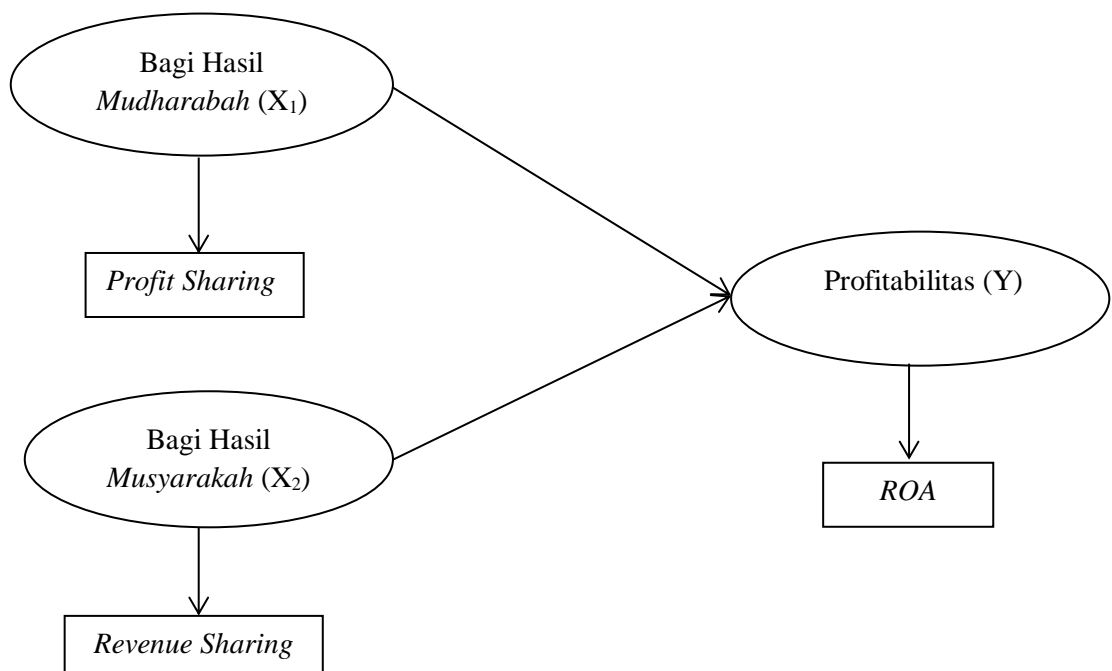 Bagi Hasil
Mudharabah (X₁)
Profit Sharing
Profitabilitas (Y)
Bagi Hasil
Musyarakah (X₂)
ROA
Revenue Sharing